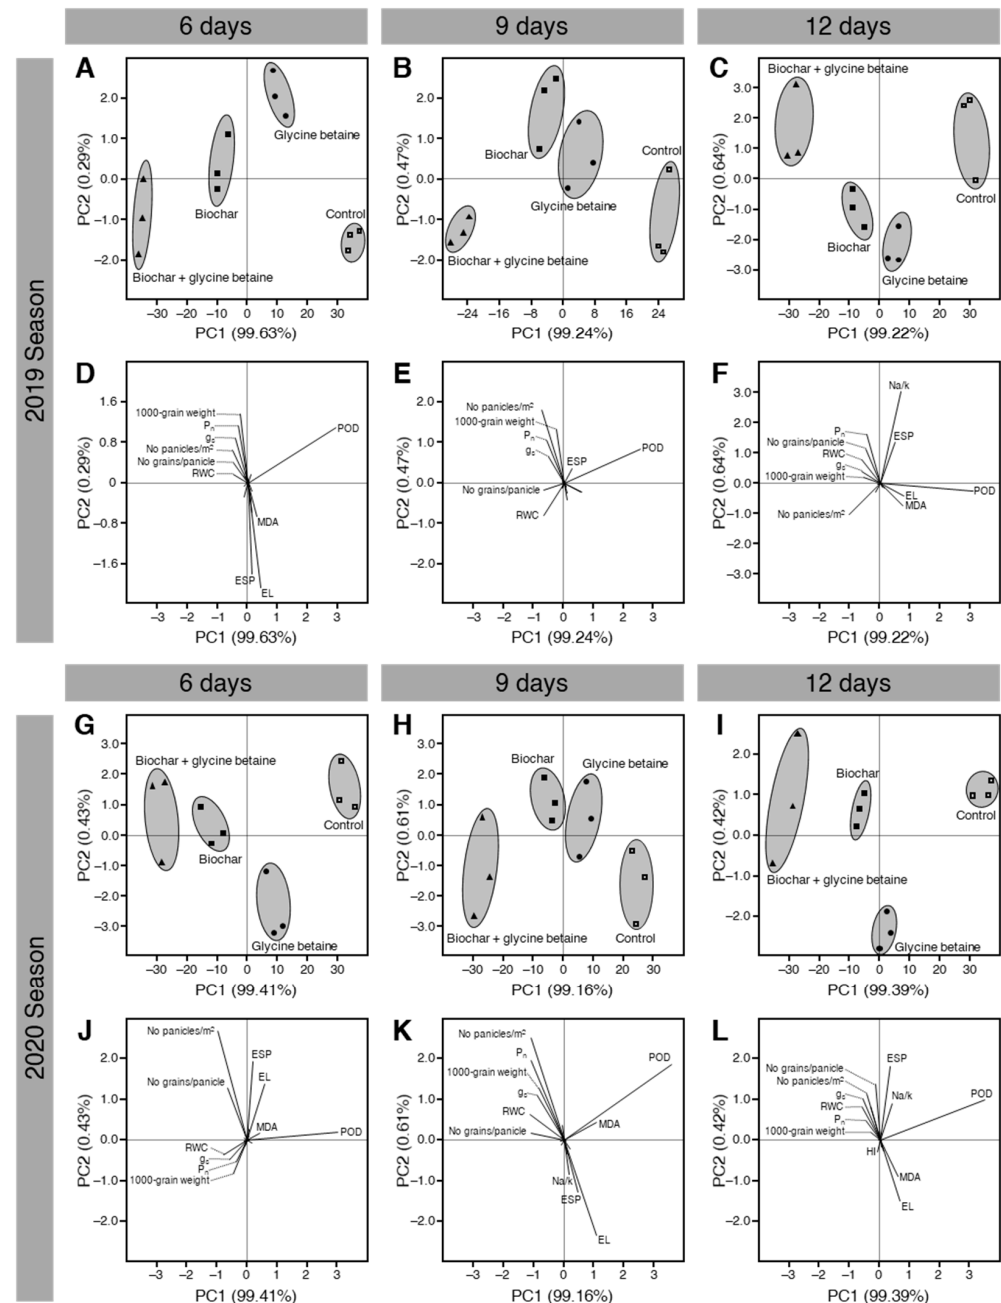 6 days
9 days
12 days
2019 Season
A
2.0
1.0
0.0
−1.0
−2.0
PC2 (0.29%)
Glycine betaine
Biochar
Control
Biochar + glycine betaine
−30 −20 −10 0 10 20 30
PC1 (99.63%)
B
2.0
1.0
0.0
−1.0
−2.0
PC2 (0.47%)
Biochar
Control
Glycine betaine
Biochar + glycine betaine
−24 −16 −8 0 8 16 24
PC1 (99.24%)
C
Biochar + glycine betaine
3.0
2.0
1.0
0.0
−1.0
−2.0
−3.0
PC2 (0.64%)
Control
Biochar
Glycine betaine
−30 −20 −10 0 10 20 30
PC1 (99.22%)
D
1.6
0.8
0
−0.8
−1.6
PC2 (0.29%)
1000-grain weight
Pn
gs
No panicles/m²
No grains/panicle
RWC
POD
MDA
ESP
EL
−3 −2 −1 0 1 2 3
PC1 (99.63%)
E
2.0
1.0
0.0
−1.0
−2.0
PC2 (0.47%)
No panicles/m²
1000-grain weight
Pn
gs
ESP
POD
No grains/panicle
RWC
−3 −2 −1 0 1 2 3
PC1 (99.24%)
F
3.0
2.0
1.0
0.0
−1.0
−2.0
−3.0
PC2 (0.64%)
Na/k
Pn
ESP
No grains/panicle
RWC
gs
1000-grain weight
POD
EL
MDA
No panicles/m²
−3 −2 −1 0 1 2 3
PC1 (99.22%)
6 days
9 days
12 days
2020 Season
G
3.0
2.0
1.0
0.0
−1.0
−2.0
−3.0
PC2 (0.43%)
Biochar + glycine betaine
Control
Biochar
Glycine betaine
−30 −20 −10 0 10 20 30
PC1 (99.41%)
H
3.0
2.0
1.0
0.0
−1.0
−2.0
−3.0
PC2 (0.61%)
Biochar
Glycine betaine
Biochar + glycine betaine
Control
−30 −20 −10 0 10 20 30
PC1 (99.16%)
I
2.0
1.0
0.0
−1.0
−2.0
PC2 (0.42%)
Biochar
Control
Biochar + glycine betaine
Glycine betaine
−30 −20 −10 0 10 20 30
PC1 (99.39%)
J
2.0
1.0
0.0
−1.0
−2.0
PC2 (0.43%)
No panicles/m²
ESP
EL
No grains/panicle
MDA
POD
RWC
gs
Pn
1000-grain weight
−3 −2 −1 0 1 2 3
PC1 (99.41%)
K
2.0
1.0
0.0
−1.0
−2.0
PC2 (0.61%)
No panicles/m²
Pn
POD
1000-grain weight
gs
RWC
MDA
No grains/panicle
Na/k
ESP
EL
−3 −2 −1 0 1 2 3
PC1 (99.16%)
L
2.0
1.0
0.0
−1.0
−2.0
PC2 (0.42%)
ESP
No grains/panicle
No panicles/m²
gs
Na/k
POD
RWC
Pn
1000-grain weight
HI
MDA
EL
−3 −2 −1 0 1 2 3
PC1 (99.39%)